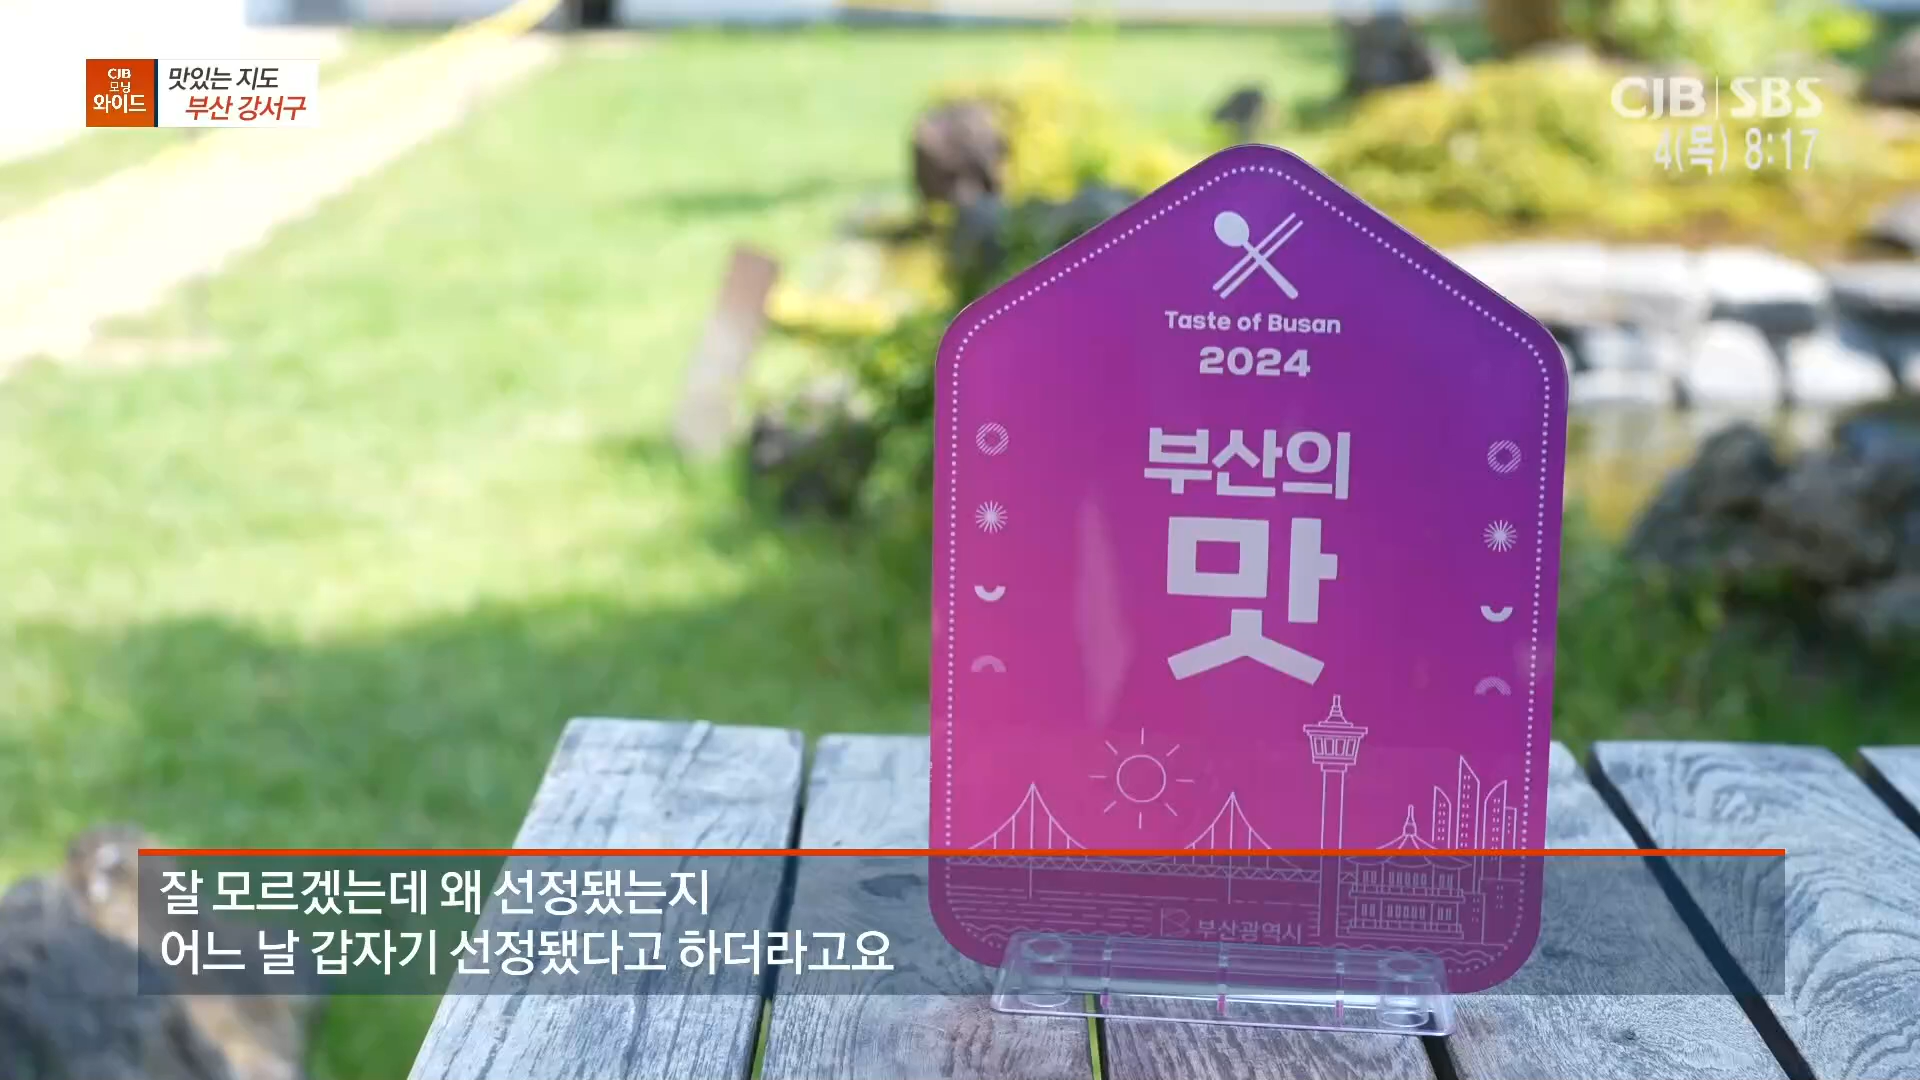 CJB
모닝
와이드
맛있는 지도
부산 강서구
CJB SBS
4(목) 8:17
Taste of Busan
2024
부산의
맛
부산광역시
잘 모르겠는데 왜 선정됐는지
어느 날 갑자기 선정됐다고 하더라고요